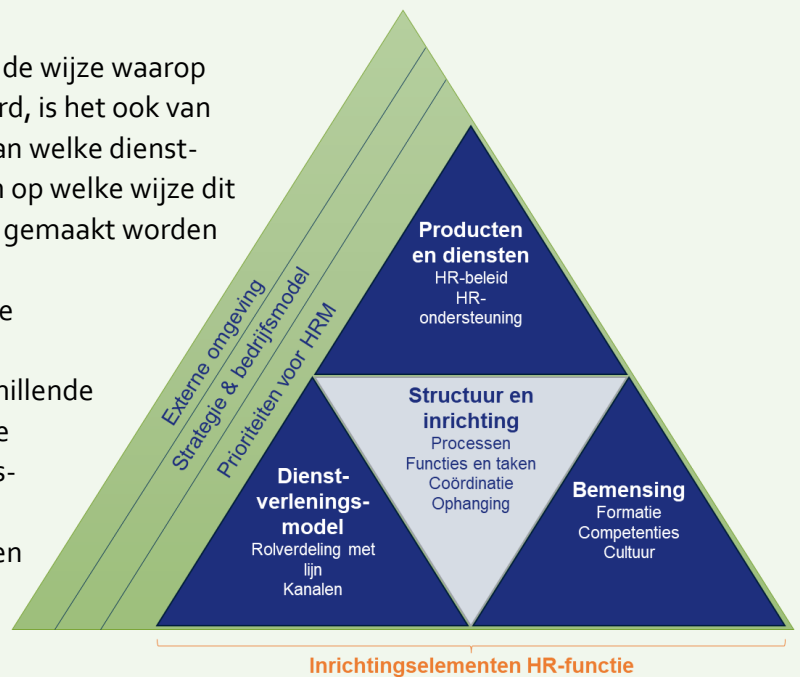 de wijze waarop
rd, is het ook van
an welke dienst-
op welke wijze dit
gemaakt worden
e
hillende
e
s-
en
Externe omgeving
Strategie & bedrijfsmodel
Prioriteiten voor HRM
Producten
en diensten
HR-beleid
HR-
ondersteuning
Structuur en
inrichting
Processen
Functies en taken
Coördinatie
Ophanging
Dienst-
verlenings-
model
Rolverdeling met
lijn
Kanalen
Bemensing
Formatie
Competenties
Cultuur
Inrichtingselementen HR-functie